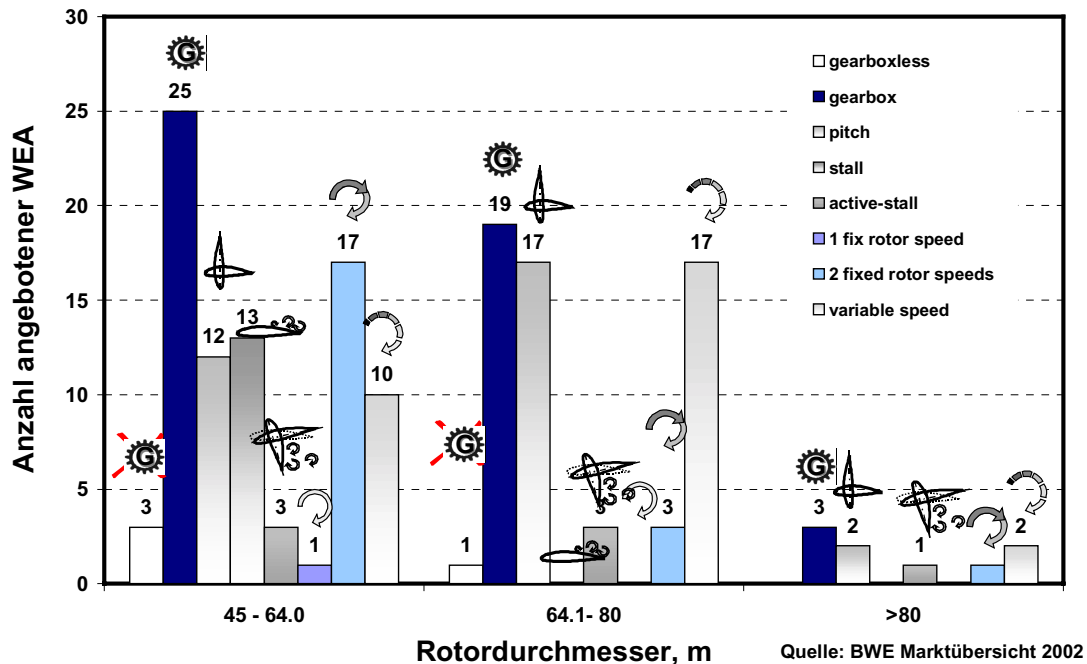 Anzahl angebotener WEA
30
25
20
15
10
5
0
G
25
12
13
G
3
3
1
17
10
G
19
17
G
1
3
3
17
G
3
2
1
2
gearboxless
gearbox
pitch
stall
active-stall
1 fix rotor speed
2 fixed rotor speeds
variable speed
45 - 64.0
64.1- 80
>80
Rotordurchmesser, m
Quelle: BWE Marktübersicht 2002